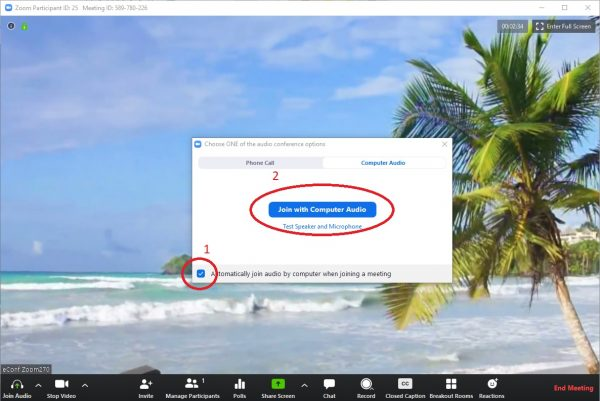 Zoom Participant ID: 25 Meeting ID: 589-780-226
00:02:34 Enter Full Screen
Choose ONE of the audio conference options
Phone Call Computer Audio
2
Join with Computer Audio
Test Speaker and Microphone
1
Automatically join audio by computer when joining a meeting
eConf Zoom270
1
Join Audio Stop Video Invite Manage Participants Polls Share Screen Chat Record CC Closed Caption Breakout Rooms Reactions End Meeting